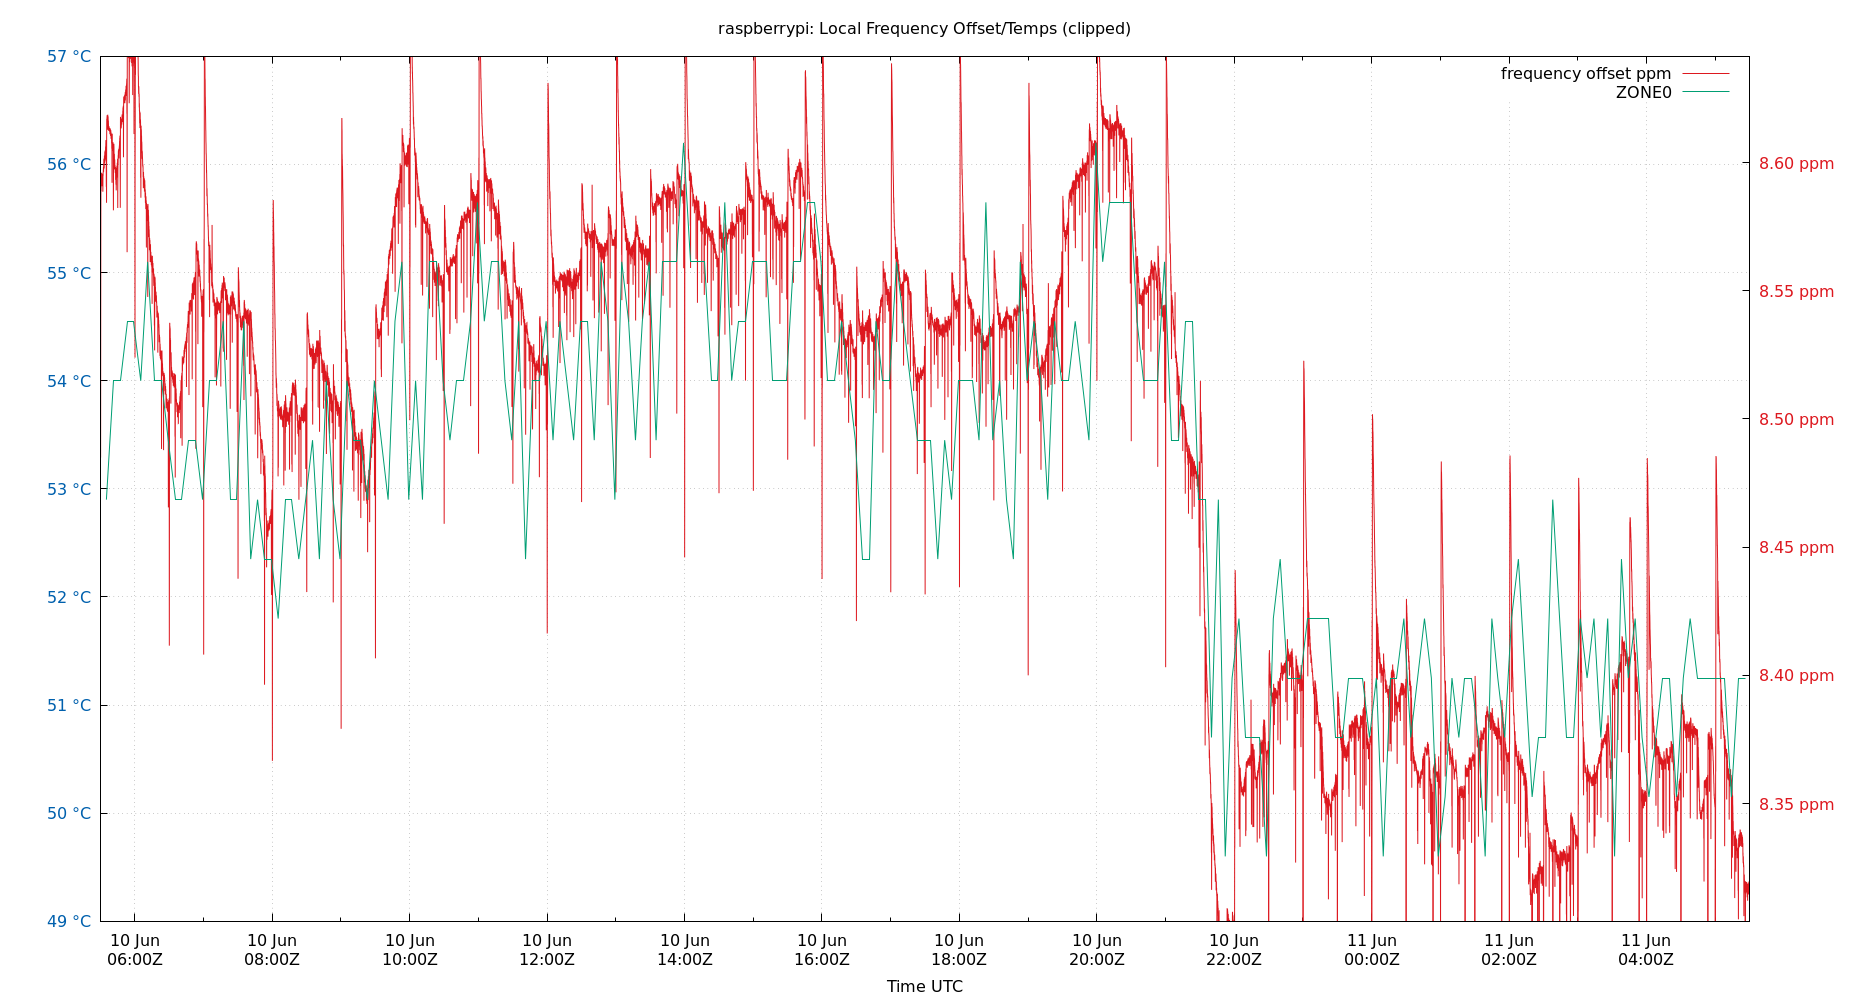 raspberrypi: Local Frequency Offset/Temps (clipped)
frequency offset ppm
ZONE0
57 °C
56 °C
55 °C
54 °C
53 °C
52 °C
51 °C
50 °C
49 °C
8.60 ppm
8.55 ppm
8.50 ppm
8.45 ppm
8.40 ppm
8.35 ppm
10 Jun 10 Jun 10 Jun 10 Jun 10 Jun 10 Jun 10 Jun 10 Jun 10 Jun 11 Jun 11 Jun 11 Jun
06:00Z 08:00Z 10:00Z 12:00Z 14:00Z 16:00Z 18:00Z 20:00Z 22:00Z 00:00Z 02:00Z 04:00Z
Time UTC